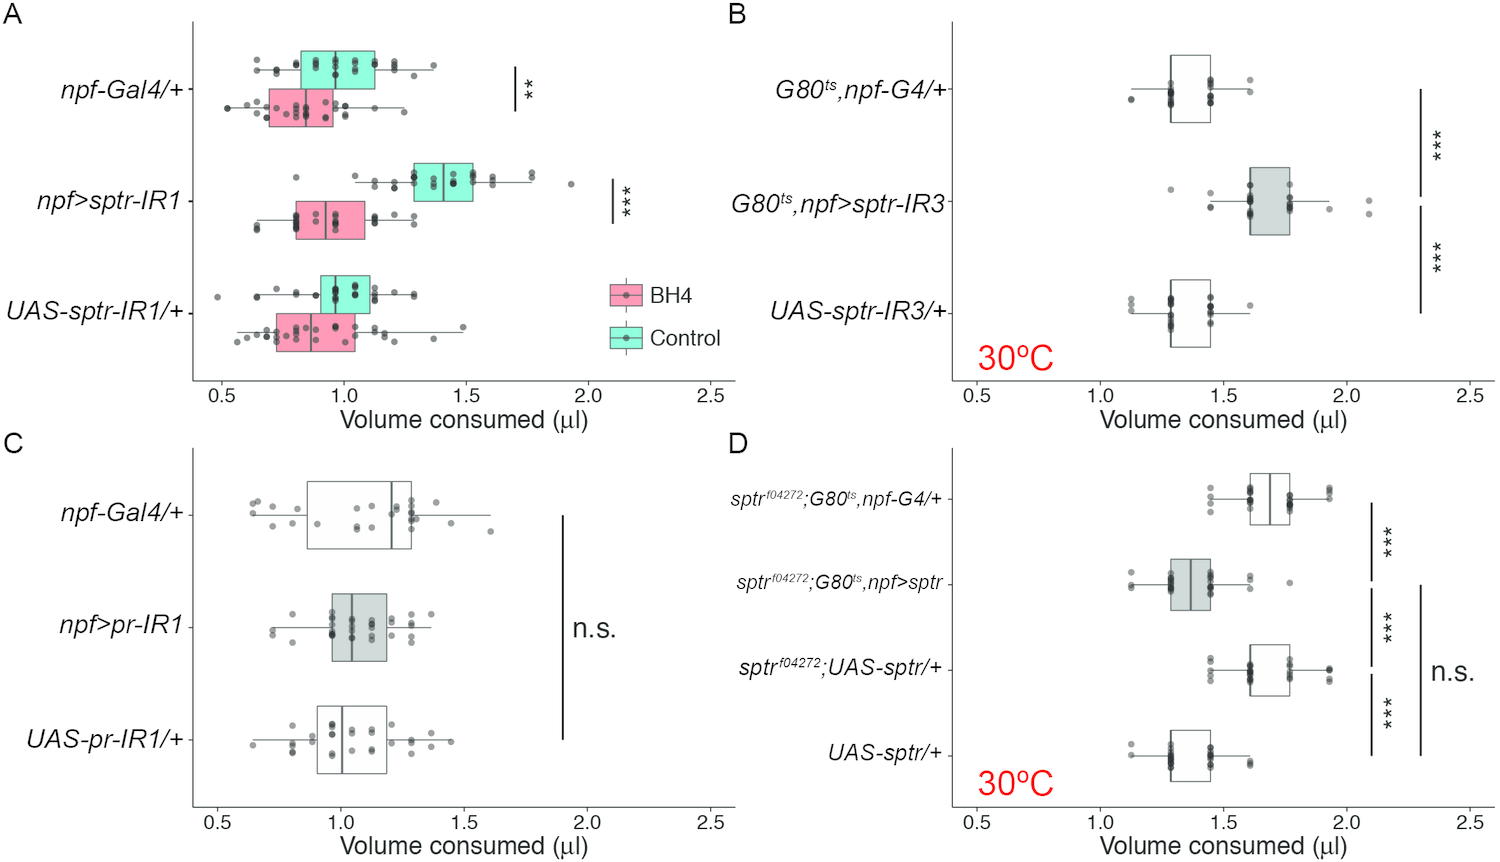 A
npf-Gal4/+
**
npf>sptr-IR1
***
UAS-sptr-IR1/+
BH4
Control
0.5 1.0 1.5 2.0 2.5
Volume consumed (µl)
B
G80ts,npf-G4/+
***
G80ts,npf>sptr-IR3
***
UAS-sptr-IR3/+
30ºC
0.5 1.0 1.5 2.0 2.5
Volume consumed (µl)
C
npf-Gal4/+
npf>pr-IR1
n.s.
UAS-pr-IR1/+
0.5 1.0 1.5 2.0 2.5
Volume consumed (µl)
D
sptrf04272;G80ts,npf-G4/+
***
sptrf04272;G80ts,npf>sptr
***
sptrf04272;UAS-sptr/+
n.s.
***
UAS-sptr/+
30ºC
0.5 1.0 1.5 2.0 2.5
Volume consumed (µl)